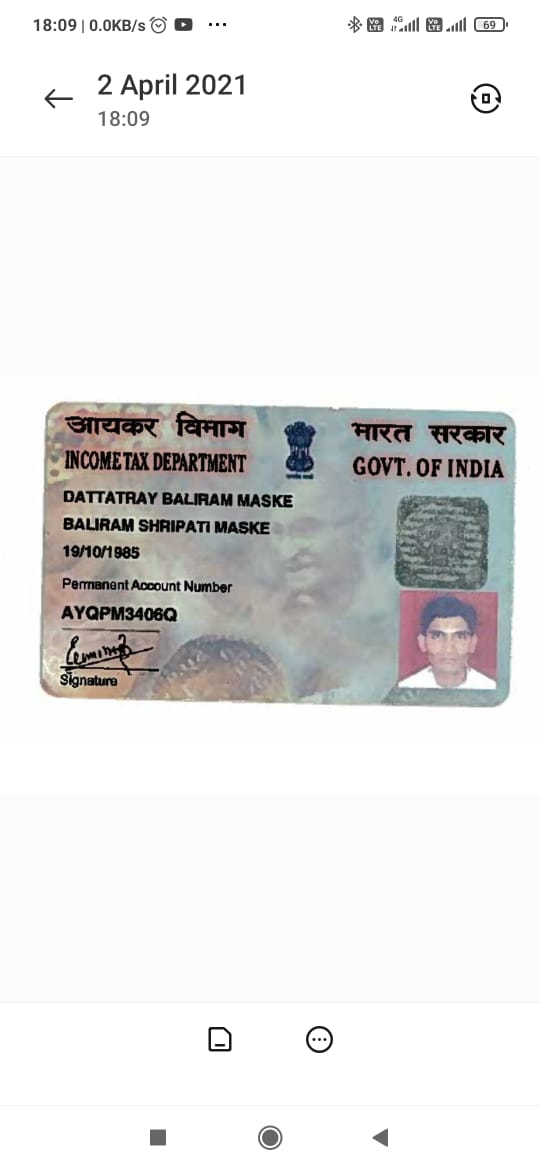 18:09 | 0.0KB/s ...
Vo LTE 4G Vo LTE 69
2 April 2021
18:09
आयकर विभाग
INCOME TAX DEPARTMENT
भारत सरकार
GOVT. OF INDIA
DATTATRAY BALIRAM MASKE
BALIRAM SHRIPATI MASKE
19/10/1985
Permanent Account Number
AYQPM3406Q
Signature